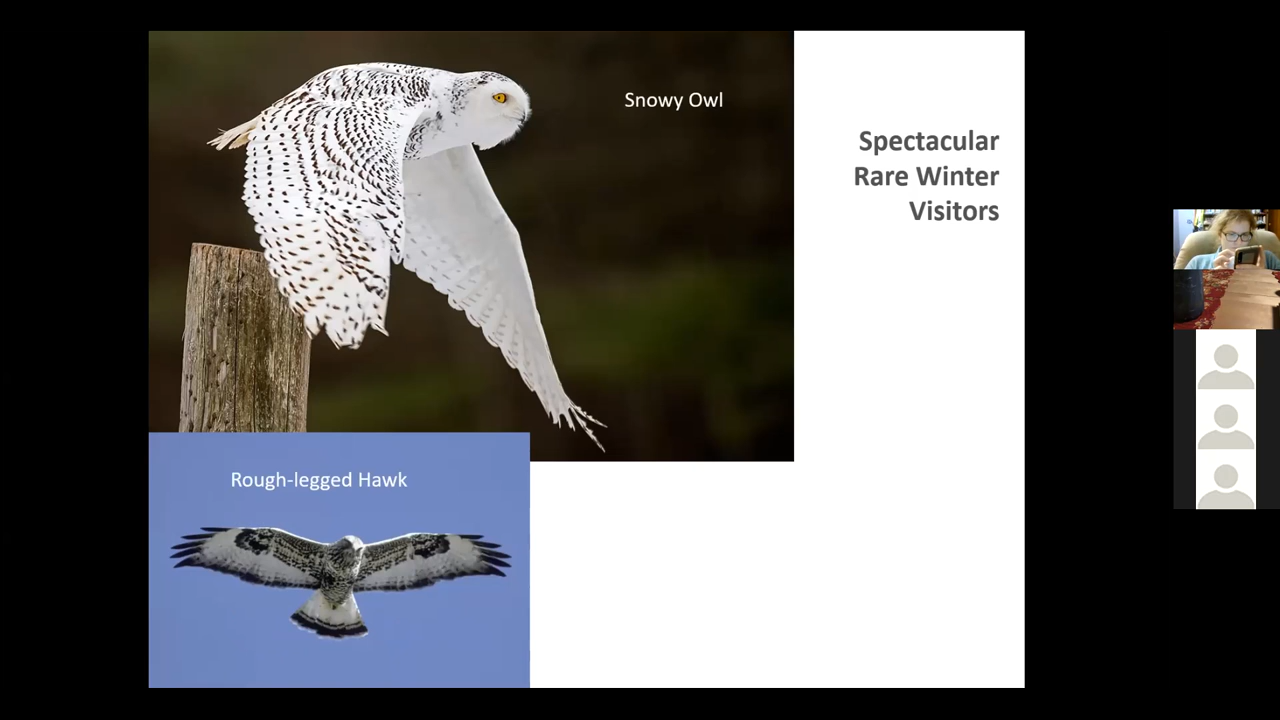 Snowy Owl
Spectacular
Rare Winter
Visitors
Rough-legged Hawk